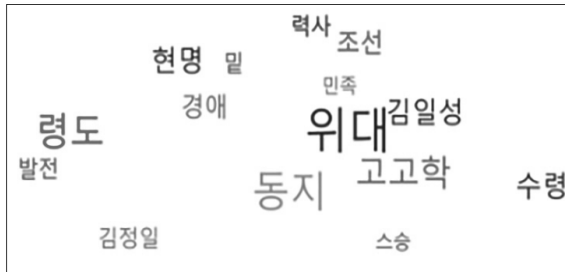 력사
조선
현명 밑
민족
경애
위대 김일성
령도
발전
고고학
동지
수령
김정일
스승